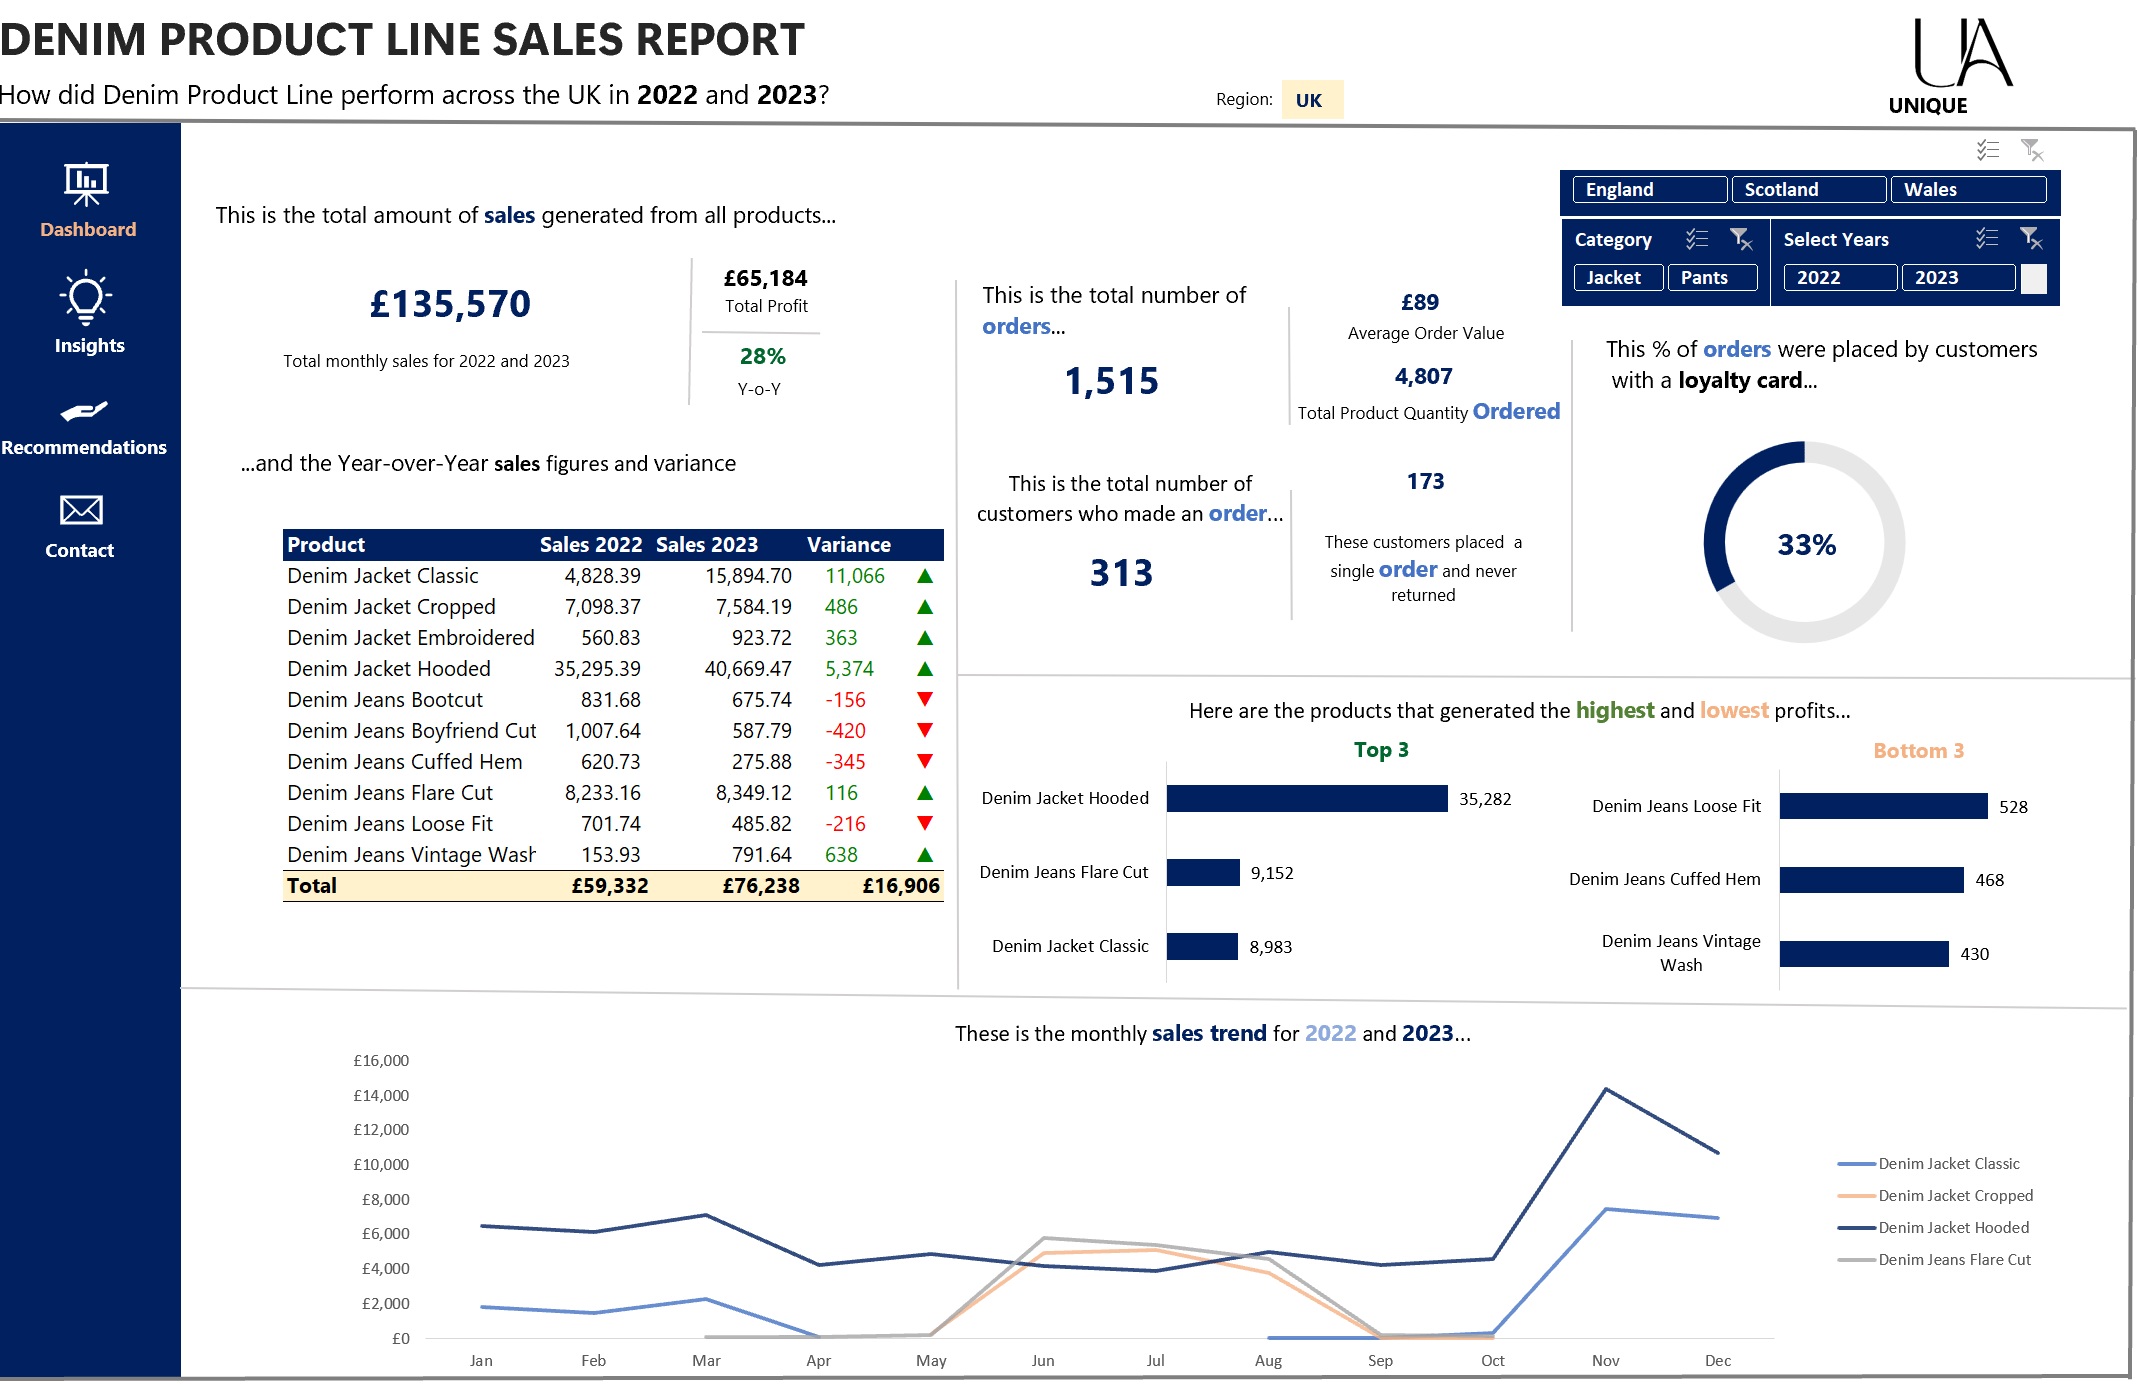 DENIM PRODUCT LINE SALES REPORT
How did Denim Product Line perform across the UK in 2022 and 2023?
Region: UK
UA
UNIQUE
Dashboard
Insights
Recommendations
Contact
England Scotland Wales
Category Select Years
Jacket Pants 2022 2023
This is the total amount of sales generated from all products...
£135,570
Total monthly sales for 2022 and 2023
£65,184
Total Profit
28%
Y-o-Y
...and the Year-over-Year sales figures and variance
Product Sales 2022 Sales 2023 Variance
Denim Jacket Classic 4,828.39 15,894.70 11,066 ▲
Denim Jacket Cropped 7,098.37 7,584.19 486 ▲
Denim Jacket Embroidered 560.83 923.72 363 ▲
Denim Jacket Hooded 35,295.39 40,669.47 5,374 ▲
Denim Jeans Bootcut 831.68 675.74 -156 ▼
Denim Jeans Boyfriend Cut 1,007.64 587.79 -420 ▼
Denim Jeans Cuffed Hem 620.73 275.88 -345 ▼
Denim Jeans Flare Cut 8,233.16 8,349.12 116 ▲
Denim Jeans Loose Fit 701.74 485.82 -216 ▼
Denim Jeans Vintage Wash 153.93 791.64 638 ▲
Total £59,332 £76,238 £16,906
This is the total number of
orders...
1,515
£89
Average Order Value
4,807
Total Product Quantity Ordered
This is the total number of
customers who made an order...
313
173
These customers placed a
single order and never
returned
This % of orders were placed by customers
with a loyalty card...
33%
Here are the products that generated the highest and lowest profits...
Top 3
Denim Jacket Hooded 35,282
Denim Jeans Flare Cut 9,152
Denim Jacket Classic 8,983
Bottom 3
Denim Jeans Loose Fit 528
Denim Jeans Cuffed Hem 468
Denim Jeans Vintage
Wash 430
These is the monthly sales trend for 2022 and 2023...
£16,000
£14,000
£12,000
£10,000
£8,000
£6,000
£4,000
£2,000
£0
Jan Feb Mar Apr May Jun Jul Aug Sep Oct Nov Dec
Denim Jacket Classic
Denim Jacket Cropped
Denim Jacket Hooded
Denim Jeans Flare Cut